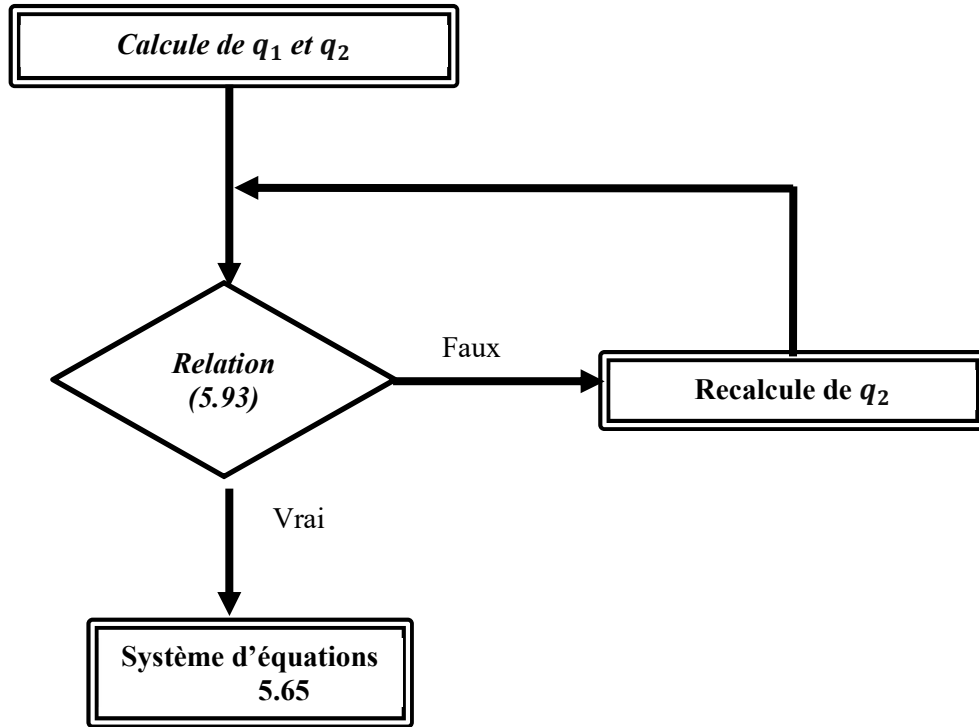 Calcule de q₁ et q₂
Relation
(5.93)
Faux
Recalcule de q₂
Vrai
Système d’équations
5.65